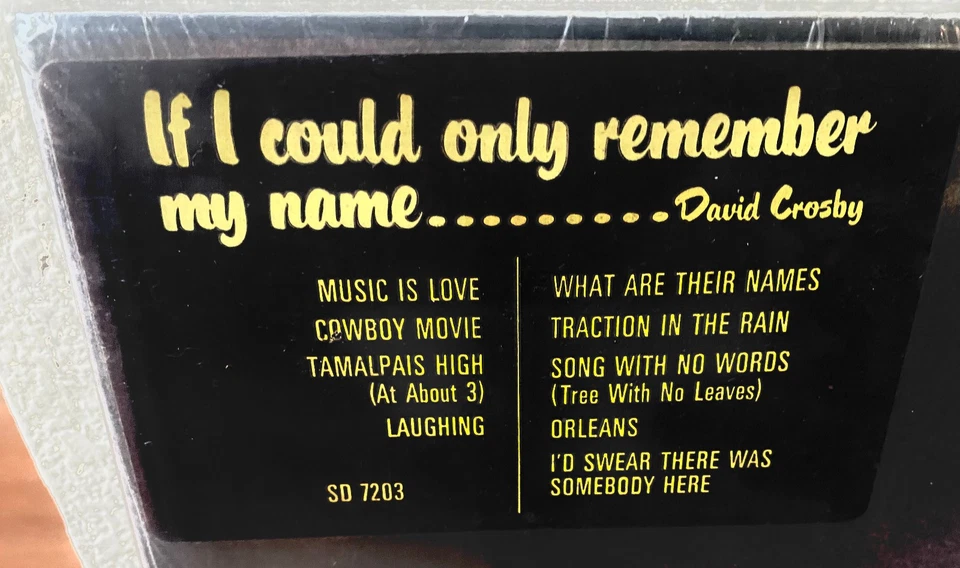 If I could only remember
my name.......... David Crosby
MUSIC IS LOVE
COWBOY MOVIE
TAMALPAIS HIGH
(At About 3)
LAUGHING
SD 7203
WHAT ARE THEIR NAMES
TRACTION IN THE RAIN
SONG WITH NO WORDS
(Tree With No Leaves)
ORLEANS
I'D SWEAR THERE WAS
SOMEBODY HERE